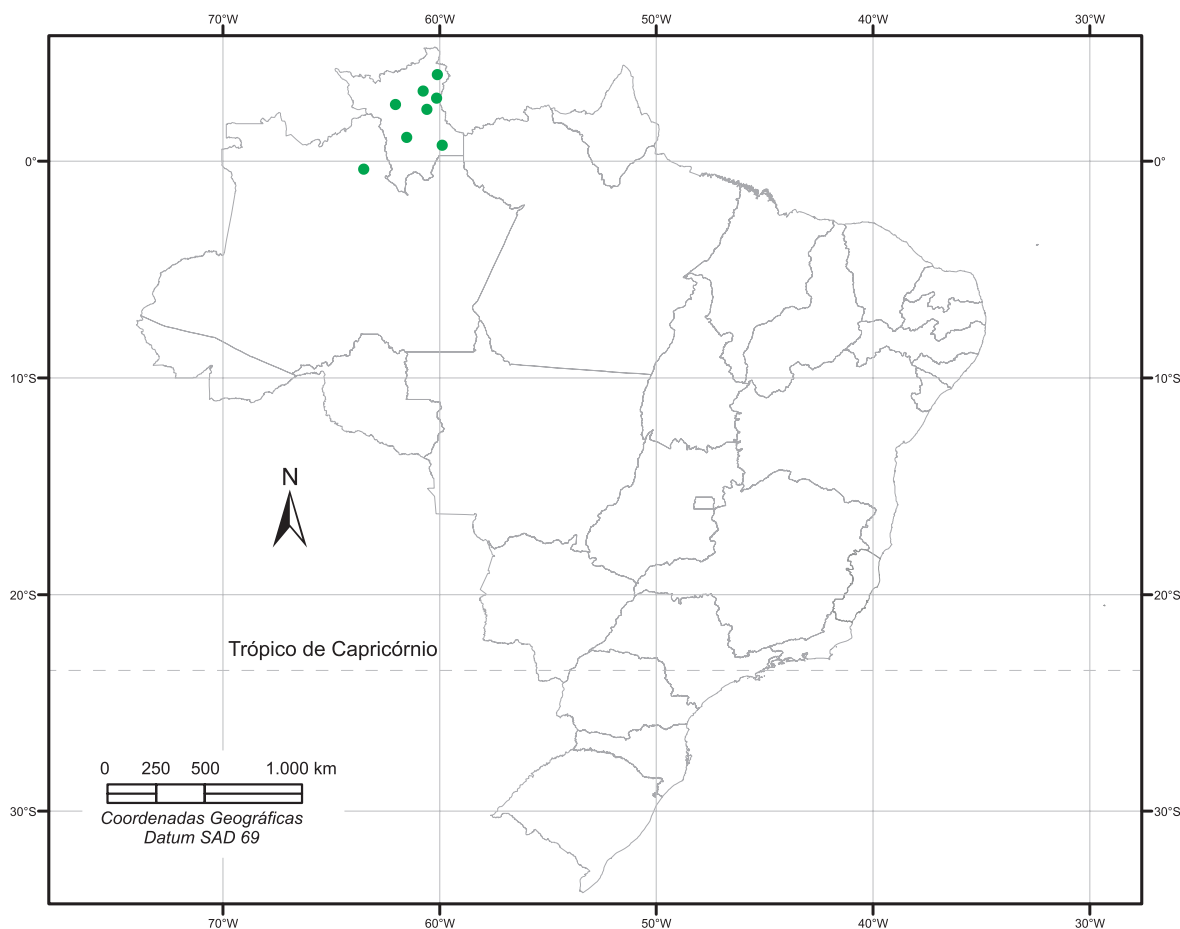 70°W 60°W 50°W 40°W 30°W
0° 0°
10°S 10°S
N
20°S 20°S
Trópico de Capricórnio
0 250 500 1.000 km
30°S 30°S
Coordenadas Geográficas
Datum SAD 69
70°W 60°W 50°W 40°W 30°W